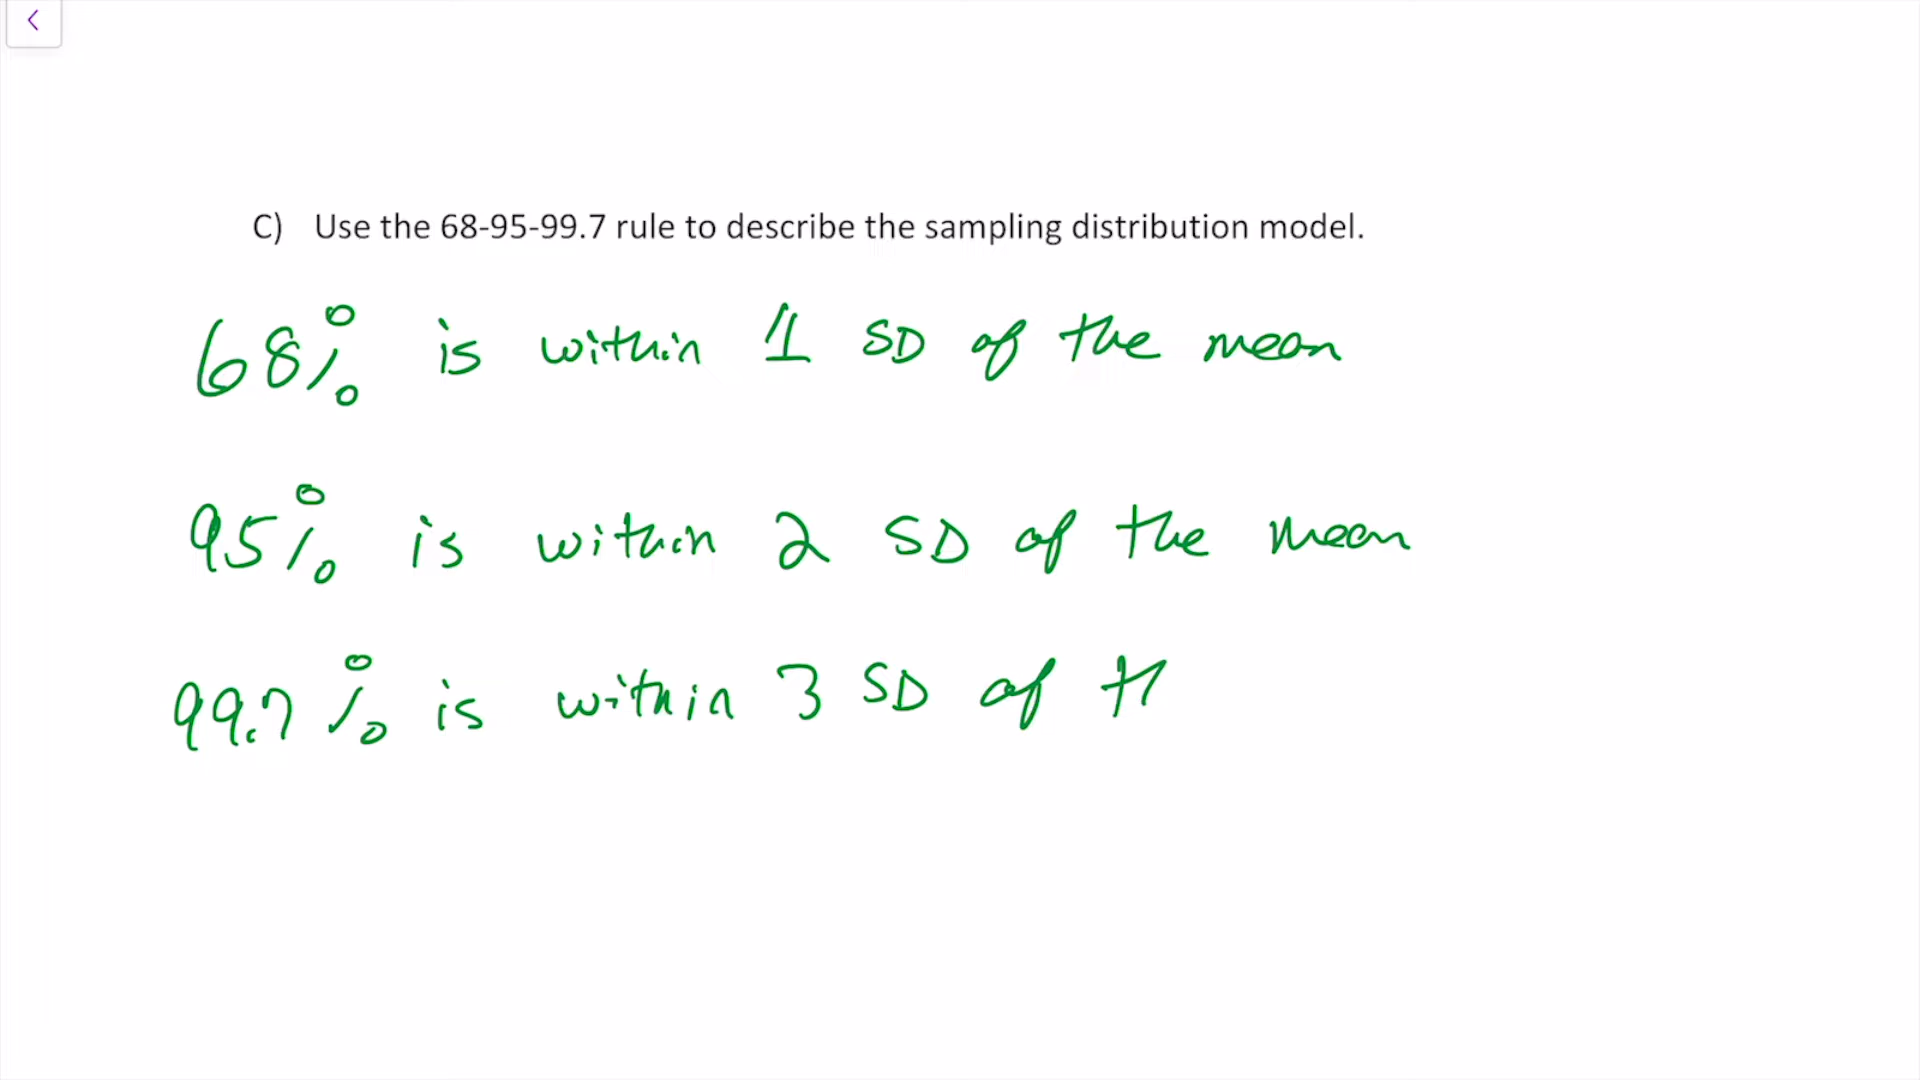 C) Use the 68-95-99.7 rule to describe the sampling distribution model.
68% is within 1 SD of the mean
95% is within 2 SD of the mean
99.7% is within 3 SD of th